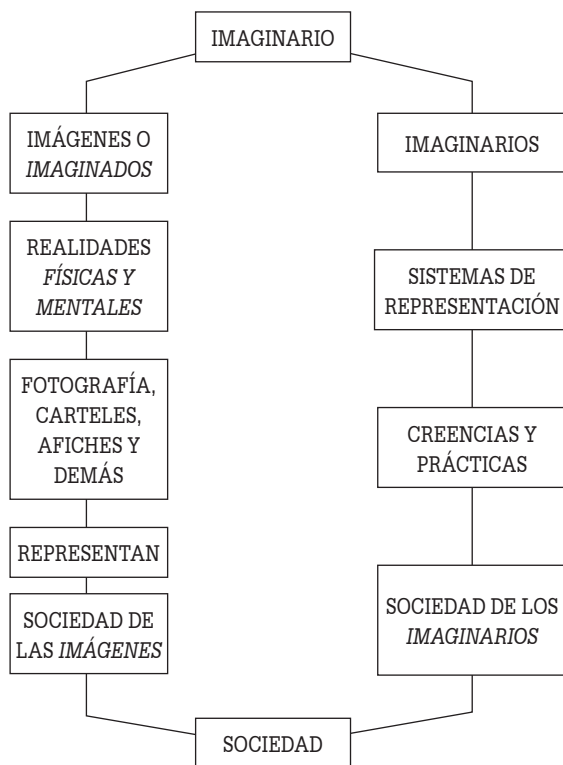 IMAGINARIO
IMÁGENES O
IMAGINADOS
REALIDADES
FÍSICAS Y
MENTALES
FOTOGRAFÍA,
CARTELES,
AFICHES Y
DEMÁS
REPRESENTAN
SOCIEDAD DE
LAS IMÁGENES
IMAGINARIOS
SISTEMAS DE
REPRESENTACIÓN
CREENCIAS Y
PRÁCTICAS
SOCIEDAD DE LOS
IMAGINARIOS
SOCIEDAD